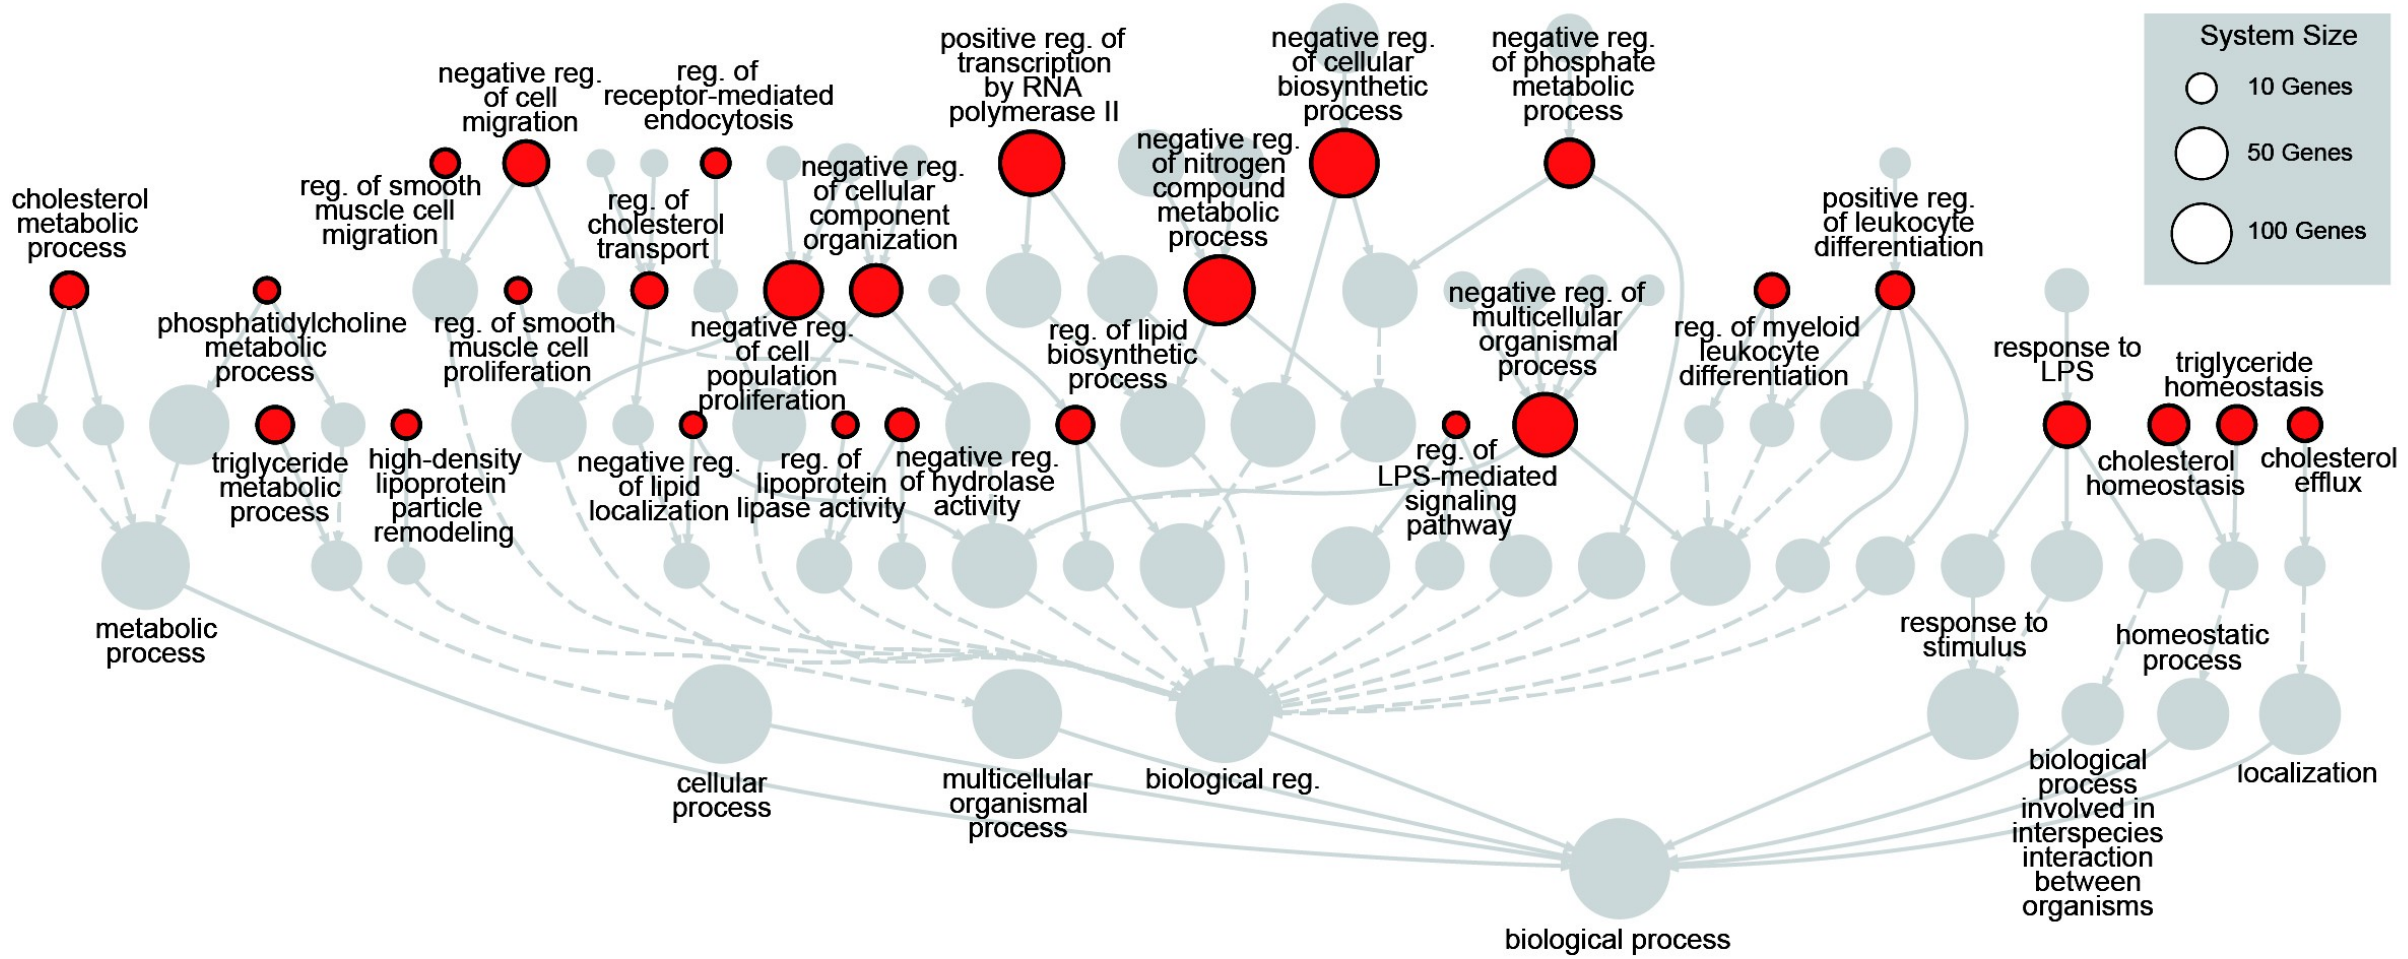 positive reg. of
transcription
by RNA
polymerase II
negative reg.
of cellular
biosynthetic
process
negative reg.
of phosphate
metabolic
process
System Size
10 Genes
50 Genes
100 Genes
negative reg.
of cell
migration
reg. of
receptor-mediated
endocytosis
negative reg.
of nitrogen
compound
metabolic
process
cholesterol
metabolic
process
reg. of smooth
muscle cell
migration
reg. of
cholesterol
transport
negative reg.
of cellular
component
organization
positive reg.
of leukocyte
differentiation
phosphatidylcholine
metabolic
process
reg. of smooth
muscle cell
proliferation
negative reg.
of cell
population
proliferation
reg. of lipid
biosynthetic
process
negative reg. of
multicellular
organismal
process
reg. of myeloid
leukocyte
differentiation
response to
LPS
triglyceride
homeostasis
triglyceride
metabolic
process
high-density
lipoprotein
particle
remodeling
negative reg.
of lipid
localization
reg. of
lipoprotein
lipase activity
negative reg.
of hydrolase
activity
reg. of
LPS-mediated
signaling
pathway
cholesterol
homeostasis
cholesterol
efflux
metabolic
process
response to
stimulus
homeostatic
process
cellular
process
multicellular
organismal
process
biological reg.
biological
process
involved in
interspecies
interaction
between
organisms
localization
biological process